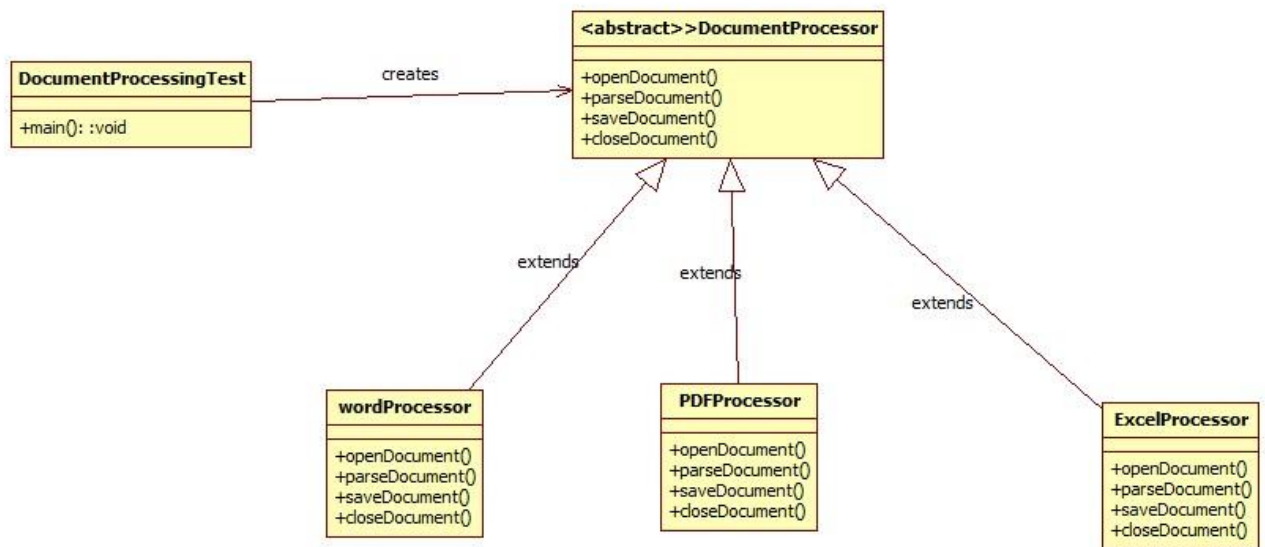 <abstract>>DocumentProcessor
+openDocument()
+parseDocument()
+saveDocument()
+closeDocument()
DocumentProcessingTest
+main(): :void
creates
extends
extends
extends
wordProcessor
+openDocument()
+parseDocument()
+saveDocument()
+closeDocument()
PDFProcessor
+openDocument()
+parseDocument()
+saveDocument()
+closeDocument()
ExcelProcessor
+openDocument()
+parseDocument()
+saveDocument()
+closeDocument()